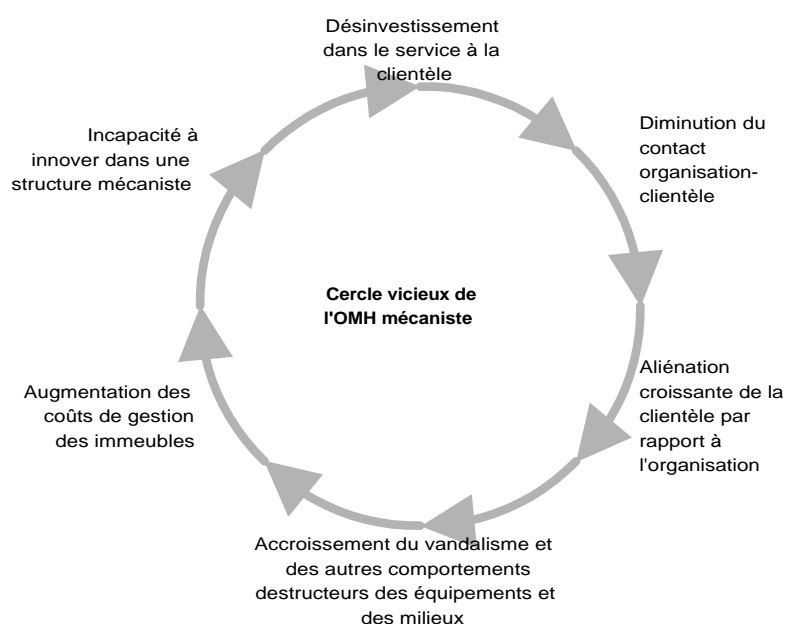 Désinvestissement
dans le service à la
clientèle
Diminution du
contact
organisation-
clientèle
Aliénation
croissante de la
clientèle par
rapport à
l'organisation
Accroissement du vandalisme et
des autres comportements
destructeurs des équipements et
des milieux
Augmentation des
coûts de gestion
des immeubles
Incapacité à
innover dans une
structure mécaniste
Cercle vicieux de
l'OMH mécaniste